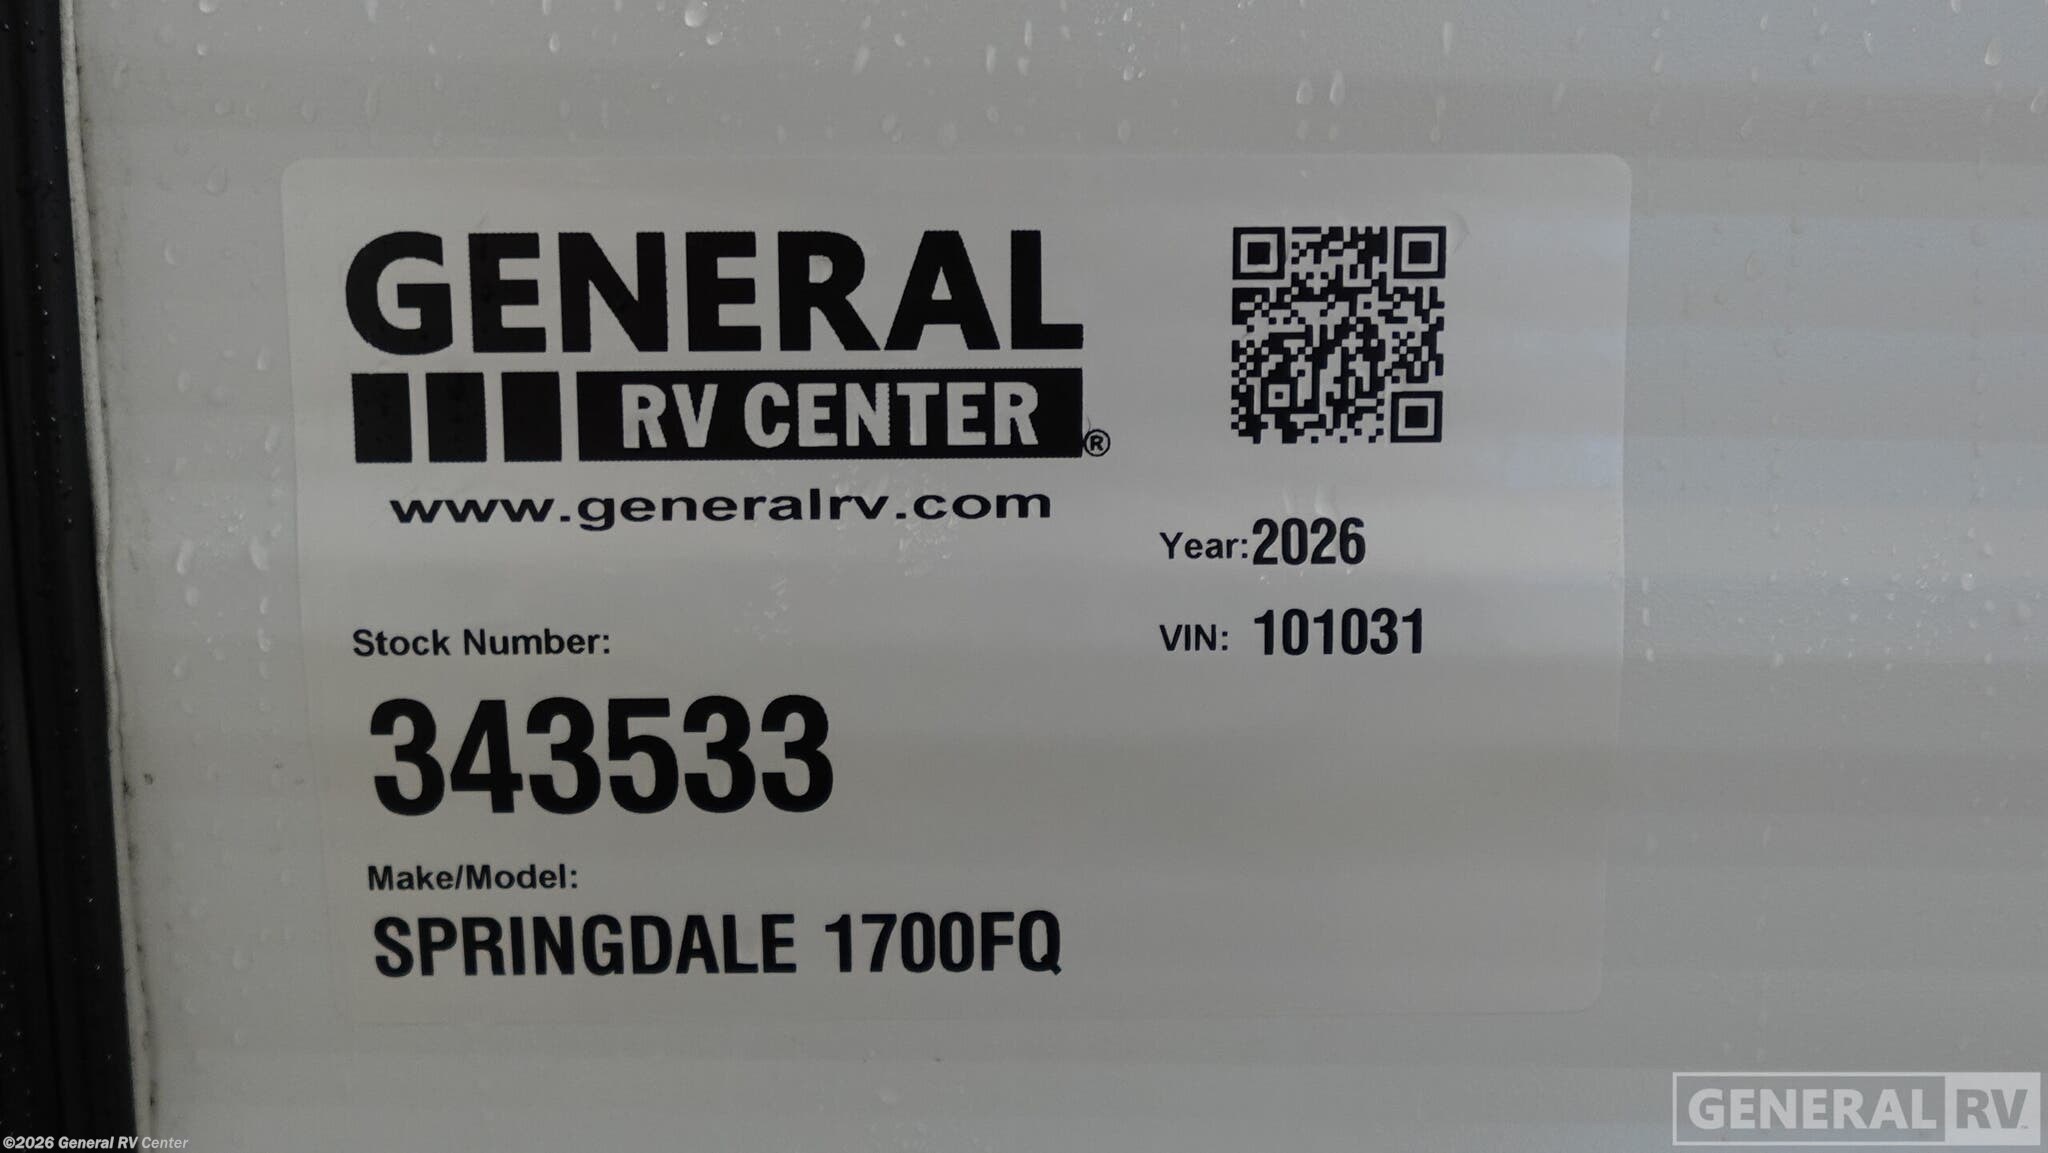 GENERAL
RV CENTER®
www.generalrv.com
Year: 2026
VIN: 101031
Stock Number:
343533
Make/Model:
SPRINGDALE 1700FQ
GENERAL RV™
©2026 General RV Center